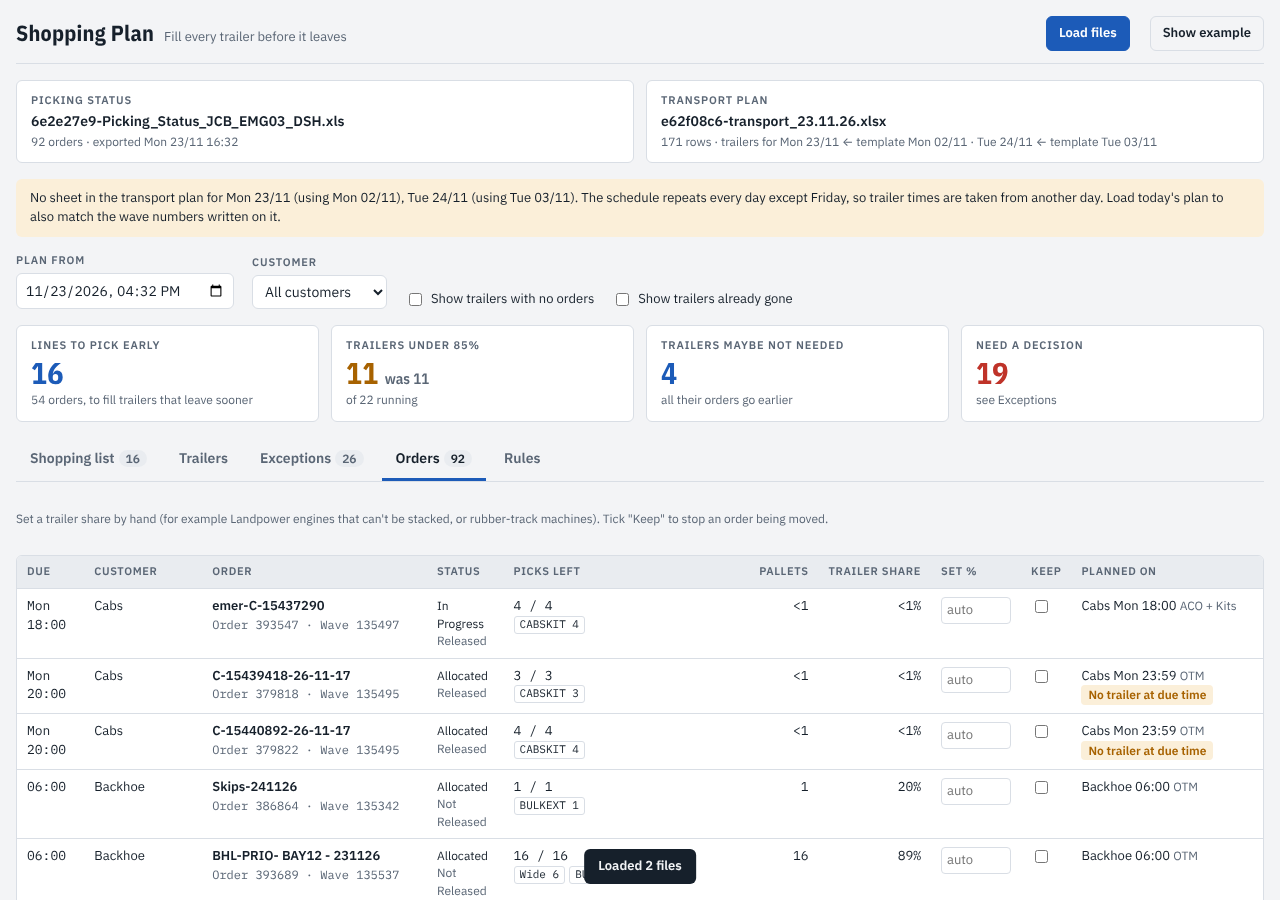 Shopping Plan Fill every trailer before it leaves Load files Show example
PICKING STATUS
6e2e27e9-Picking_Status_JCB_EMG03_DSH.xls
92 orders · exported Mon 23/11 16:32
TRANSPORT PLAN
e62f08c6-transport_23.11.26.xlsx
171 rows · trailers for Mon 23/11 ← template Mon 02/11 · Tue 24/11 ← template Tue 03/11
No sheet in the transport plan for Mon 23/11 (using Mon 02/11), Tue 24/11 (using Tue 03/11). The schedule repeats every day except Friday, so trailer times are taken from another day. Load today's plan to
also match the wave numbers written on it.
PLAN FROM
11/23/2026, 04:32 PM
CUSTOMER
All customers
Show trailers with no orders
Show trailers already gone
LINES TO PICK EARLY
16
54 orders, to fill trailers that leave sooner
TRAILERS UNDER 85%
11 was 11
of 22 running
TRAILERS MAYBE NOT NEEDED
4
all their orders go earlier
NEED A DECISION
19
see Exceptions
Shopping list 16 Trailers Exceptions 26 Orders 92 Rules
Set a trailer share by hand (for example Landpower engines that can't be stacked, or rubber-track machines). Tick "Keep" to stop an order being moved.
DUE CUSTOMER ORDER STATUS PICKS LEFT PALLETS TRAILER SHARE SET % KEEP PLANNED ON
Mon Cabs emer-C-15437290 In 4 / 4 <1 <1% auto Cabs Mon 18:00 ACO + Kits
18:00 Order 393547 · Wave 135497 Progress CABSKIT 4
Released
Mon Cabs C-15439418-26-11-17 Allocated 3 / 3 <1 <1% auto Cabs Mon 23:59 OTM
20:00 Order 379818 · Wave 135495 Released CABSKIT 3 No trailer at due time
Mon Cabs C-15440892-26-11-17 Allocated 4 / 4 <1 <1% auto Cabs Mon 23:59 OTM
20:00 Order 379822 · Wave 135495 Released CABSKIT 4 No trailer at due time
06:00 Backhoe Skips-241126 Allocated 1 / 1 1 20% auto Backhoe 06:00 OTM
Order 386864 · Wave 135342 Not BULKEXT 1
Released
06:00 Backhoe BHL-PRIO- BAY12 - 231126 Allocated 16 / 16 16 89% auto Backhoe 06:00 OTM
Order 393689 · Wave 135537 Not Wide 6
Released
Loaded 2 files